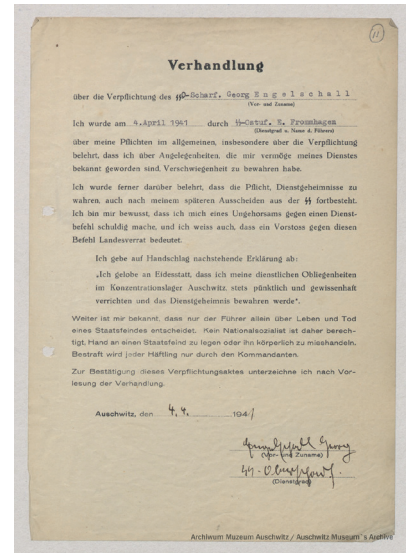 11
Verhandlung
über die Verpflichtung des ᛋᛋ-O-Scharf. Georg Engelschall
(Vor- und Zuname)
Ich wurde am 4.April 1941 durch ᛋᛋ-Ostuf. E. Frommhagen
(Dienstgrad u. Name d. Führers)
über meine Pflichten im allgemeinen, insbesondere über die Verpflichtung
belehrt, dass ich über Angelegenheiten, die mir vermöge meines Dienstes
bekannt geworden sind, Verschwiegenheit zu bewahren habe.
Ich wurde ferner darüber belehrt, dass die Pflicht, Dienstgeheimnisse zu
wahren, auch nach meinem späteren Ausscheiden aus der ᛋᛋ fortbesteht.
Ich bin mir bewusst, dass ich mich eines Ungehorsams gegen einen Dienst-
befehl schuldig mache, und ich weiss auch, dass ein Vorstoss gegen diesen
Befehl Landesverrat bedeutet.
Ich gebe auf Handschlag nachstehende Erklärung ab:
„Ich gelobe an Eidesstatt, dass ich meine dienstlichen Obliegenheiten
im Konzentrationslager Auschwitz stets pünktlich und gewissenhaft
verrichten und das Dienstgeheimnis bewahren werde“.
Weiter ist mir bekannt, dass nur der Führer allein über Leben und Tod
eines Staatsfeindes entscheidet. Kein Nationalsozialist ist daher berech-
tigt, Hand an einen Staatsfeind zu legen oder ihn körperlich zu misshandeln.
Bestraft wird jeder Häftling nur durch den Kommandanten.
Zur Bestätigung dieses Verpflichtungsaktes unterzeichne ich nach Vor-
lesung der Verhandlung.
Auschwitz, den 4. 4. 1941
Engelschall Georg
(Vor- und Zuname)
ᛋᛋ-Oberscharf.
(Dienstgrad)
Archiwum Muzeum Auschwitz / Auschwitz Museum`s Archive